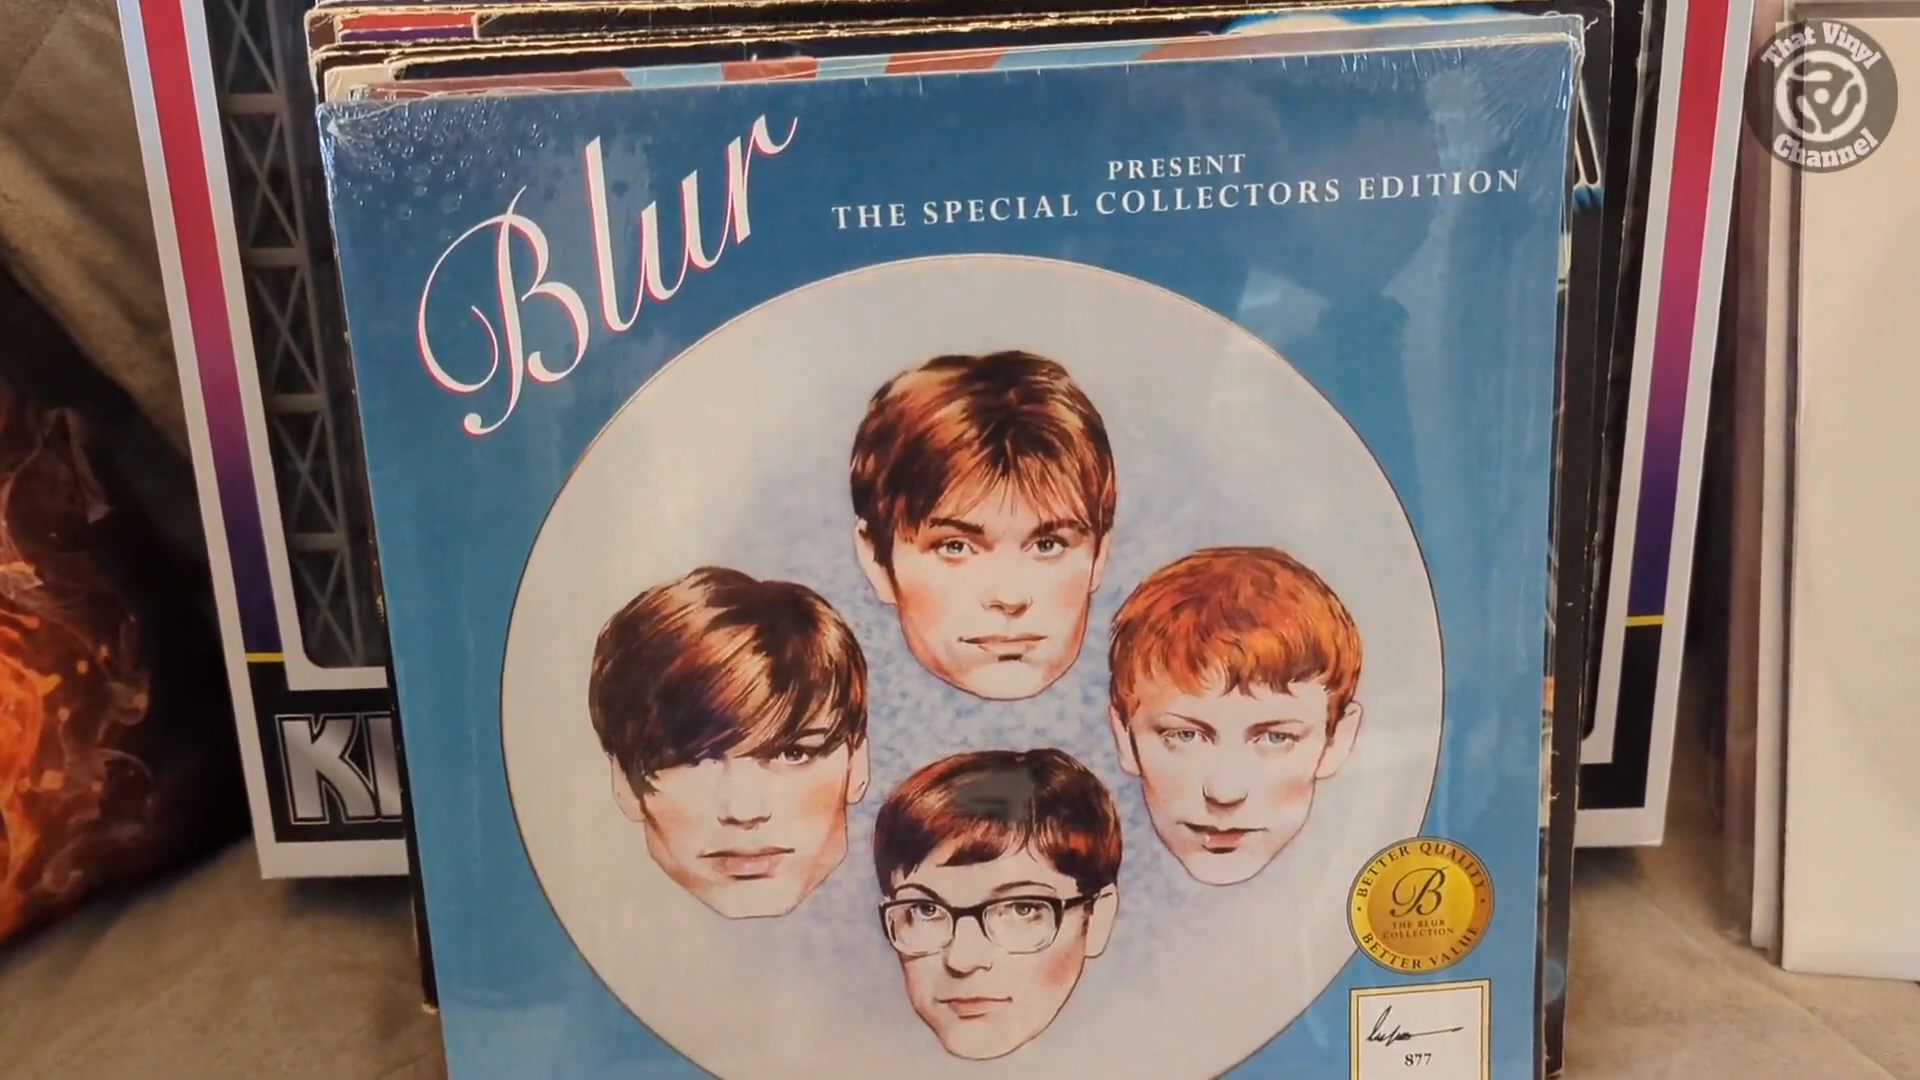 That Vinyl
Channel
Blur
PRESENT
THE SPECIAL COLLECTORS EDITION
BETTER QUALITY
B
THE BLUR
COLLECTION
BETTER VALUE
877